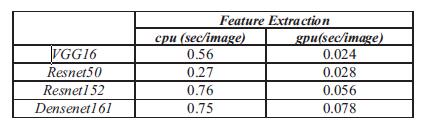 Feature Extraction
cpu (sec/image) gpu(sec/image)
VGG16 0.56 0.024
Resnet50 0.27 0.028
Resnet152 0.76 0.056
Densenet161 0.75 0.078